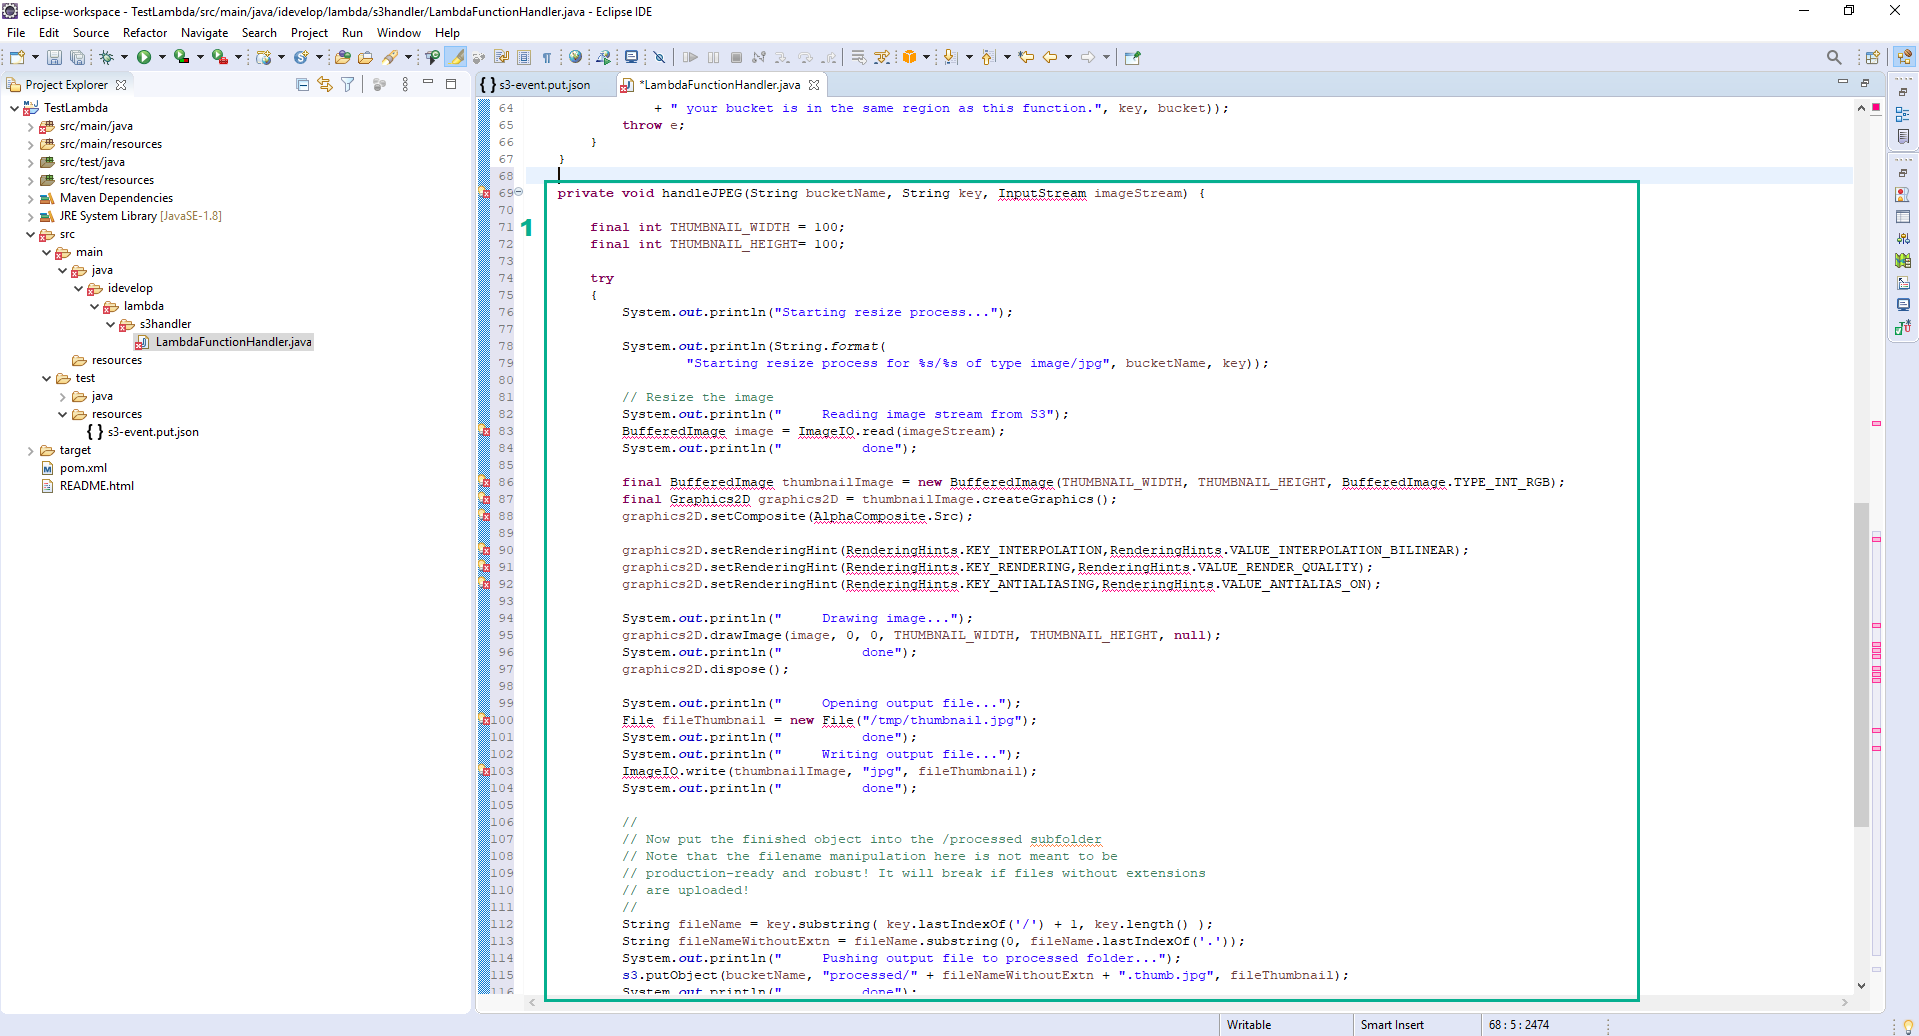 eclipse-workspace - TestLambda/src/main/java/idevelop/lambda/s3handler/LambdaFunctionHandler.java - Eclipse IDE
File Edit Source Refactor Navigate Search Project Run Window Help
Project Explorer
TestLambda
src/main/java
src/main/resources
src/test/java
src/test/resources
Maven Dependencies
JRE System Library [JavaSE-1.8]
src
main
java
idevelop
lambda
s3handler
LambdaFunctionHandler.java
resources
test
java
resources
{ } s3-event.put.json
target
pom.xml
README.html
{ } s3-event.put.json *LambdaFunctionHandler.java
64 + " your bucket is in the same region as this function.", key, bucket));
65 throw e;
66 }
67 }
68
69 private void handleJPEG(String bucketName, String key, InputStream imageStream) {
70
1
71 final int THUMBNAIL_WIDTH = 100;
72 final int THUMBNAIL_HEIGHT= 100;
73
74 try
75 {
76 System.out.println("Starting resize process...");
77
78 System.out.println(String.format(
79 "Starting resize process for %s/%s of type image/jpg", bucketName, key));
80
81 // Resize the image
82 System.out.println("     Reading image stream from S3");
83 BufferedImage image = ImageIO.read(imageStream);
84 System.out.println("          done");
85
86 final BufferedImage thumbnailImage = new BufferedImage(THUMBNAIL_WIDTH, THUMBNAIL_HEIGHT, BufferedImage.TYPE_INT_RGB);
87 final Graphics2D graphics2D = thumbnailImage.createGraphics();
88 graphics2D.setComposite(AlphaComposite.Src);
89
90 graphics2D.setRenderingHint(RenderingHints.KEY_INTERPOLATION,RenderingHints.VALUE_INTERPOLATION_BILINEAR);
91 graphics2D.setRenderingHint(RenderingHints.KEY_RENDERING,RenderingHints.VALUE_RENDER_QUALITY);
92 graphics2D.setRenderingHint(RenderingHints.KEY_ANTIALIASING,RenderingHints.VALUE_ANTIALIAS_ON);
93
94 System.out.println("     Drawing image...");
95 graphics2D.drawImage(image, 0, 0, THUMBNAIL_WIDTH, THUMBNAIL_HEIGHT, null);
96 System.out.println("          done");
97 graphics2D.dispose();
98
99 System.out.println("     Opening output file...");
100 File fileThumbnail = new File("/tmp/thumbnail.jpg");
101 System.out.println("          done");
102 System.out.println("     Writing output file...");
103 ImageIO.write(thumbnailImage, "jpg", fileThumbnail);
104 System.out.println("          done");
105
106 //
107 // Now put the finished object into the /processed subfolder
108 // Note that the filename manipulation here is not meant to be
109 // production-ready and robust! It will break if files without extensions
110 // are uploaded!
111 //
112 String fileName = key.substring( key.lastIndexOf('/') + 1, key.length() );
113 String fileNameWithoutExtn = fileName.substring(0, fileName.lastIndexOf('.'));
114 System.out.println("     Pushing output file to processed folder...");
115 s3.putObject(bucketName, "processed/" + fileNameWithoutExtn + ".thumb.jpg", fileThumbnail);
116 System.out.println("          done");
Writable Smart Insert 68 : 5 : 2474